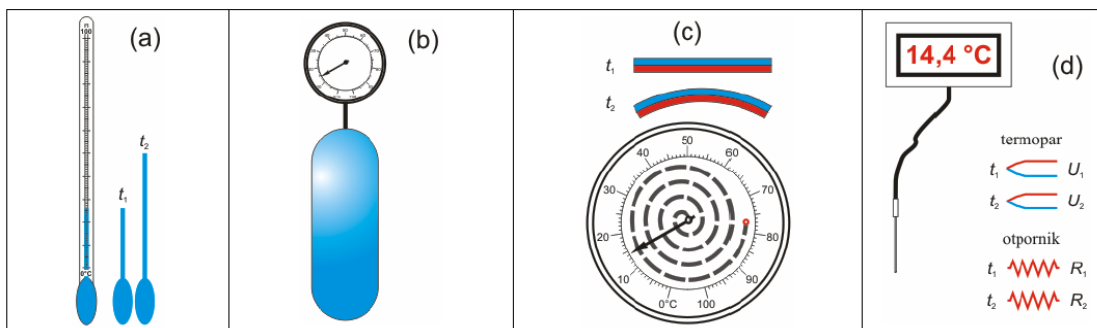 (a)
100
t₂
t₁
0°C
(b)
(c)
t₁
t₂
50
40
60
30
70
20
80
10
90
0°C
100
14,4 °C
(d)
termopar
t₁ U₁
t₂ U₂
otpornik
t₁ R₁
t₂ R₂